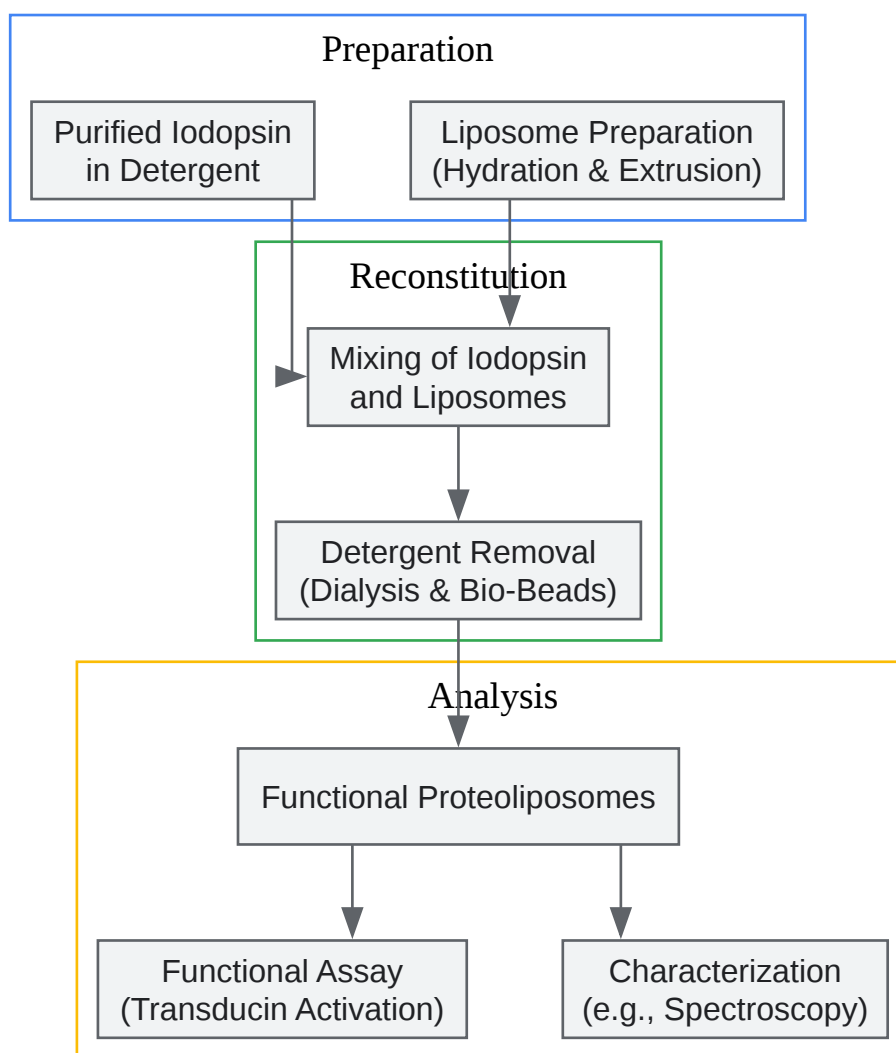 Preparation
Purified Iodopsin
in Detergent
Liposome Preparation
(Hydration & Extrusion)
Reconstitution
Mixing of Iodopsin
and Liposomes
Detergent Removal
(Dialysis & Bio-Beads)
Analysis
Functional Proteoliposomes
Functional Assay
(Transducin Activation)
Characterization
(e.g., Spectroscopy)